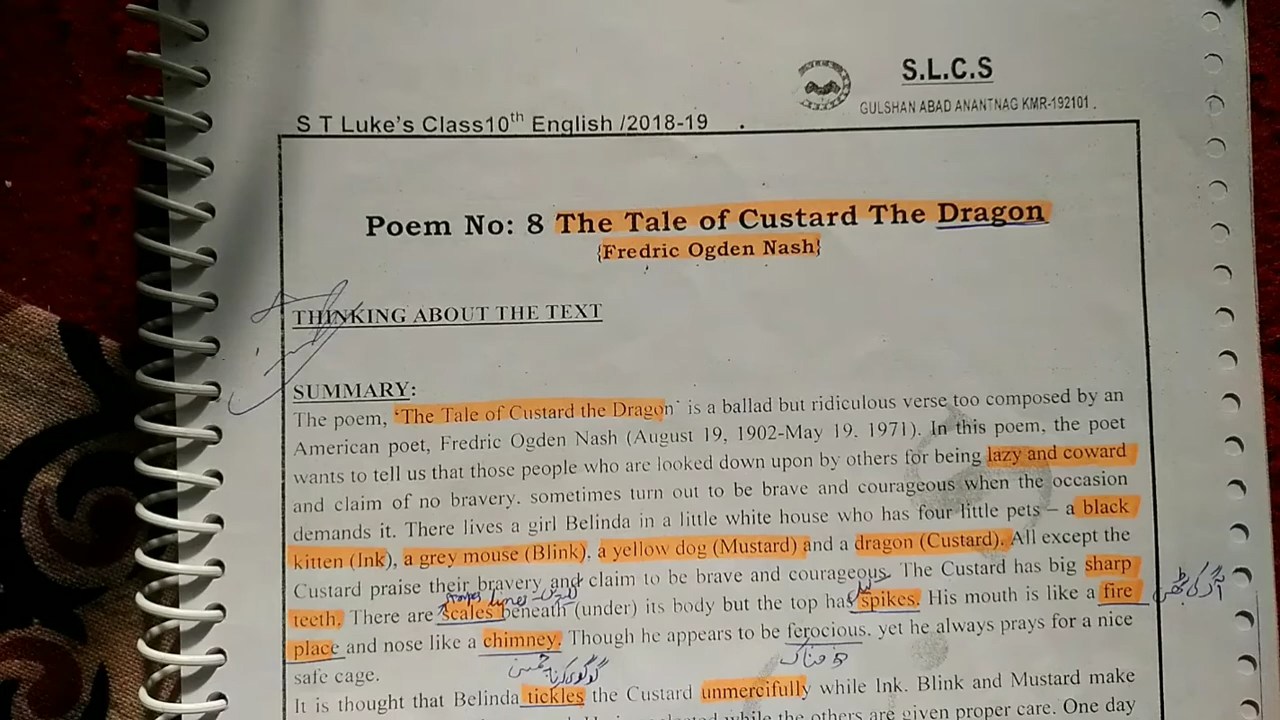 S.L.C.S
GULSHAN ABAD ANANTNAG KMR-192101.
S T Luke's Class10th English /2018-19 .
Poem No: 8 The Tale of Custard The Dragon
{Fredric Ogden Nash}
THINKING ABOUT THE TEXT
SUMMARY:
The poem, 'The Tale of Custard the Dragon' is a ballad but ridiculous verse too composed by an
American poet, Fredric Ogden Nash (August 19, 1902-May 19. 1971). In this poem, the poet
wants to tell us that those people who are looked down upon by others for being lazy and coward
and claim of no bravery. sometimes turn out to be brave and courageous when the occasion
demands it. There lives a girl Belinda in a little white house who has four little pets – a black
kitten (Ink), a grey mouse (Blink), a yellow dog (Mustard) and a dragon (Custard). All except the
Custard praise their bravery and claim to be brave and courageous. The Custard has big sharp
teeth. There are scales beneath (under) its body but the top has spikes. His mouth is like a fire
place and nose like a chimney. Though he appears to be ferocious. yet he always prays for a nice
safe cage.
It is thought that Belinda tickles the Custard unmercifully while Ink. Blink and Mustard make
while the others are given proper care. One day